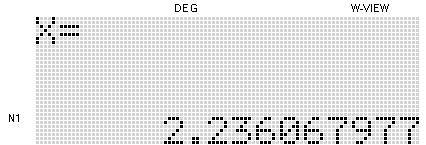 DEG W-VIEW
X=
N1
2.236067977